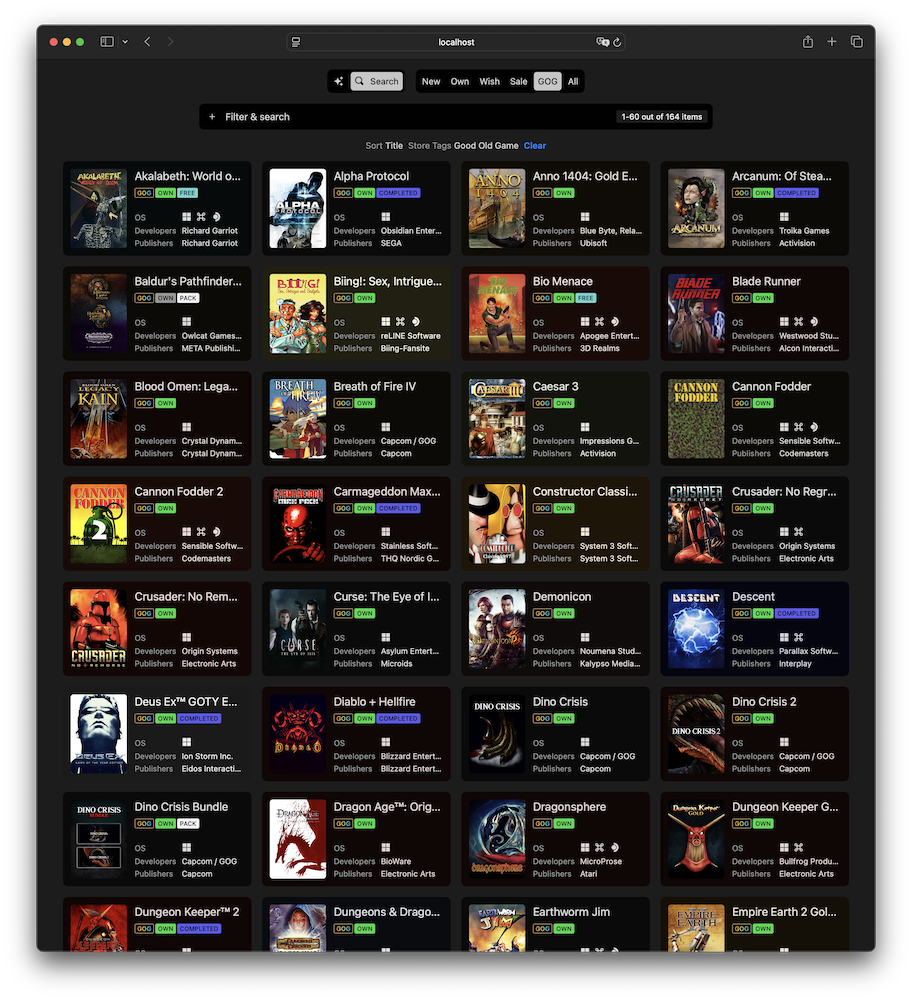 localhost
Search New Own Wish Sale GOG All
+ Filter & search 1-60 out of 164 items
Sort Title Store Tags Good Old Game Clear
Akalabeth: World o...
GOG OWN FREE
OS
Developers Richard Garriot
Publishers Richard Garriot
Alpha Protocol
GOG OWN COMPLETED
OS
Developers Obsidian Enter...
Publishers SEGA
Anno 1404: Gold E...
GOG OWN
OS
Developers Blue Byte, Rela...
Publishers Ubisoft
Arcanum: Of Stea...
GOG OWN COMPLETED
OS
Developers Troika Games
Publishers Activision
Baldur's Pathfinder...
GOG OWN PACK
OS
Developers Owlcat Games...
Publishers META Publishi...
Biing!: Sex, Intrigue...
GOG OWN
OS
Developers reLINE Software
Publishers Biing-Fansite
Bio Menace
GOG OWN FREE
OS
Developers Apogee Entert...
Publishers 3D Realms
Blade Runner
GOG OWN
OS
Developers Westwood Stu...
Publishers Alcon Interacti...
Blood Omen: Lega...
GOG OWN
OS
Developers Crystal Dynam...
Publishers Crystal Dynam...
Breath of Fire IV
GOG OWN
OS
Developers Capcom / GOG
Publishers Capcom
Caesar 3
GOG OWN
OS
Developers Impressions G...
Publishers Activision
Cannon Fodder
GOG OWN
OS
Developers Sensible Softw...
Publishers Codemasters
Cannon Fodder 2
GOG OWN
OS
Developers Sensible Softw...
Publishers Codemasters
Carmageddon Max...
GOG OWN COMPLETED
OS
Developers Stainless Soft...
Publishers THQ Nordic G...
Constructor Classi...
GOG OWN
OS
Developers System 3 Soft...
Publishers System 3 Soft...
Crusader: No Regr...
GOG OWN
OS
Developers Origin Systems
Publishers Electronic Arts
Crusader: No Rem...
GOG OWN
OS
Developers Origin Systems
Publishers Electronic Arts
Curse: The Eye of I...
GOG OWN
OS
Developers Asylum Entert...
Publishers Microids
Demonicon
GOG OWN
OS
Developers Noumena Stud...
Publishers Kalypso Media...
Descent
GOG OWN COMPLETED
OS
Developers Parallax Softw...
Publishers Interplay
Deus Ex™ GOTY E...
GOG OWN COMPLETED
OS
Developers Ion Storm Inc.
Publishers Eidos Interacti...
Diablo + Hellfire
GOG OWN COMPLETED
OS
Developers Blizzard Entert...
Publishers Blizzard Entert...
Dino Crisis
GOG OWN
OS
Developers Capcom / GOG
Publishers Capcom
Dino Crisis 2
GOG OWN
OS
Developers Capcom / GOG
Publishers Capcom
Dino Crisis Bundle
GOG OWN PACK
OS
Developers Capcom / GOG
Publishers Capcom
Dragon Age™: Orig...
GOG OWN
OS
Developers BioWare
Publishers Electronic Arts
Dragonsphere
GOG OWN
OS
Developers MicroProse
Publishers Atari
Dungeon Keeper G...
GOG OWN
OS
Developers Bullfrog Produ...
Publishers Electronic Arts
Dungeon Keeper™ 2
GOG OWN COMPLETED
Dungeons & Drago...
GOG OWN
Earthworm Jim
GOG OWN
Empire Earth 2 Gol...
GOG OWN